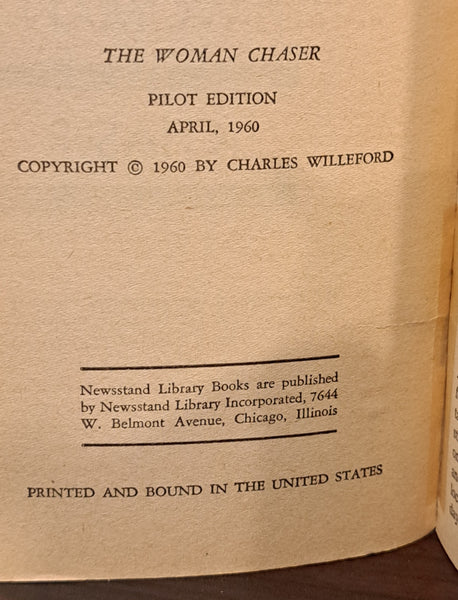 THE WOMAN CHASER
PILOT EDITION
APRIL, 1960
COPYRIGHT © 1960 BY CHARLES WILLEFORD
Newsstand Library Books are published
by Newsstand Library Incorporated, 7644
W. Belmont Avenue, Chicago, Illinois
PRINTED AND BOUND IN THE UNITED STATES